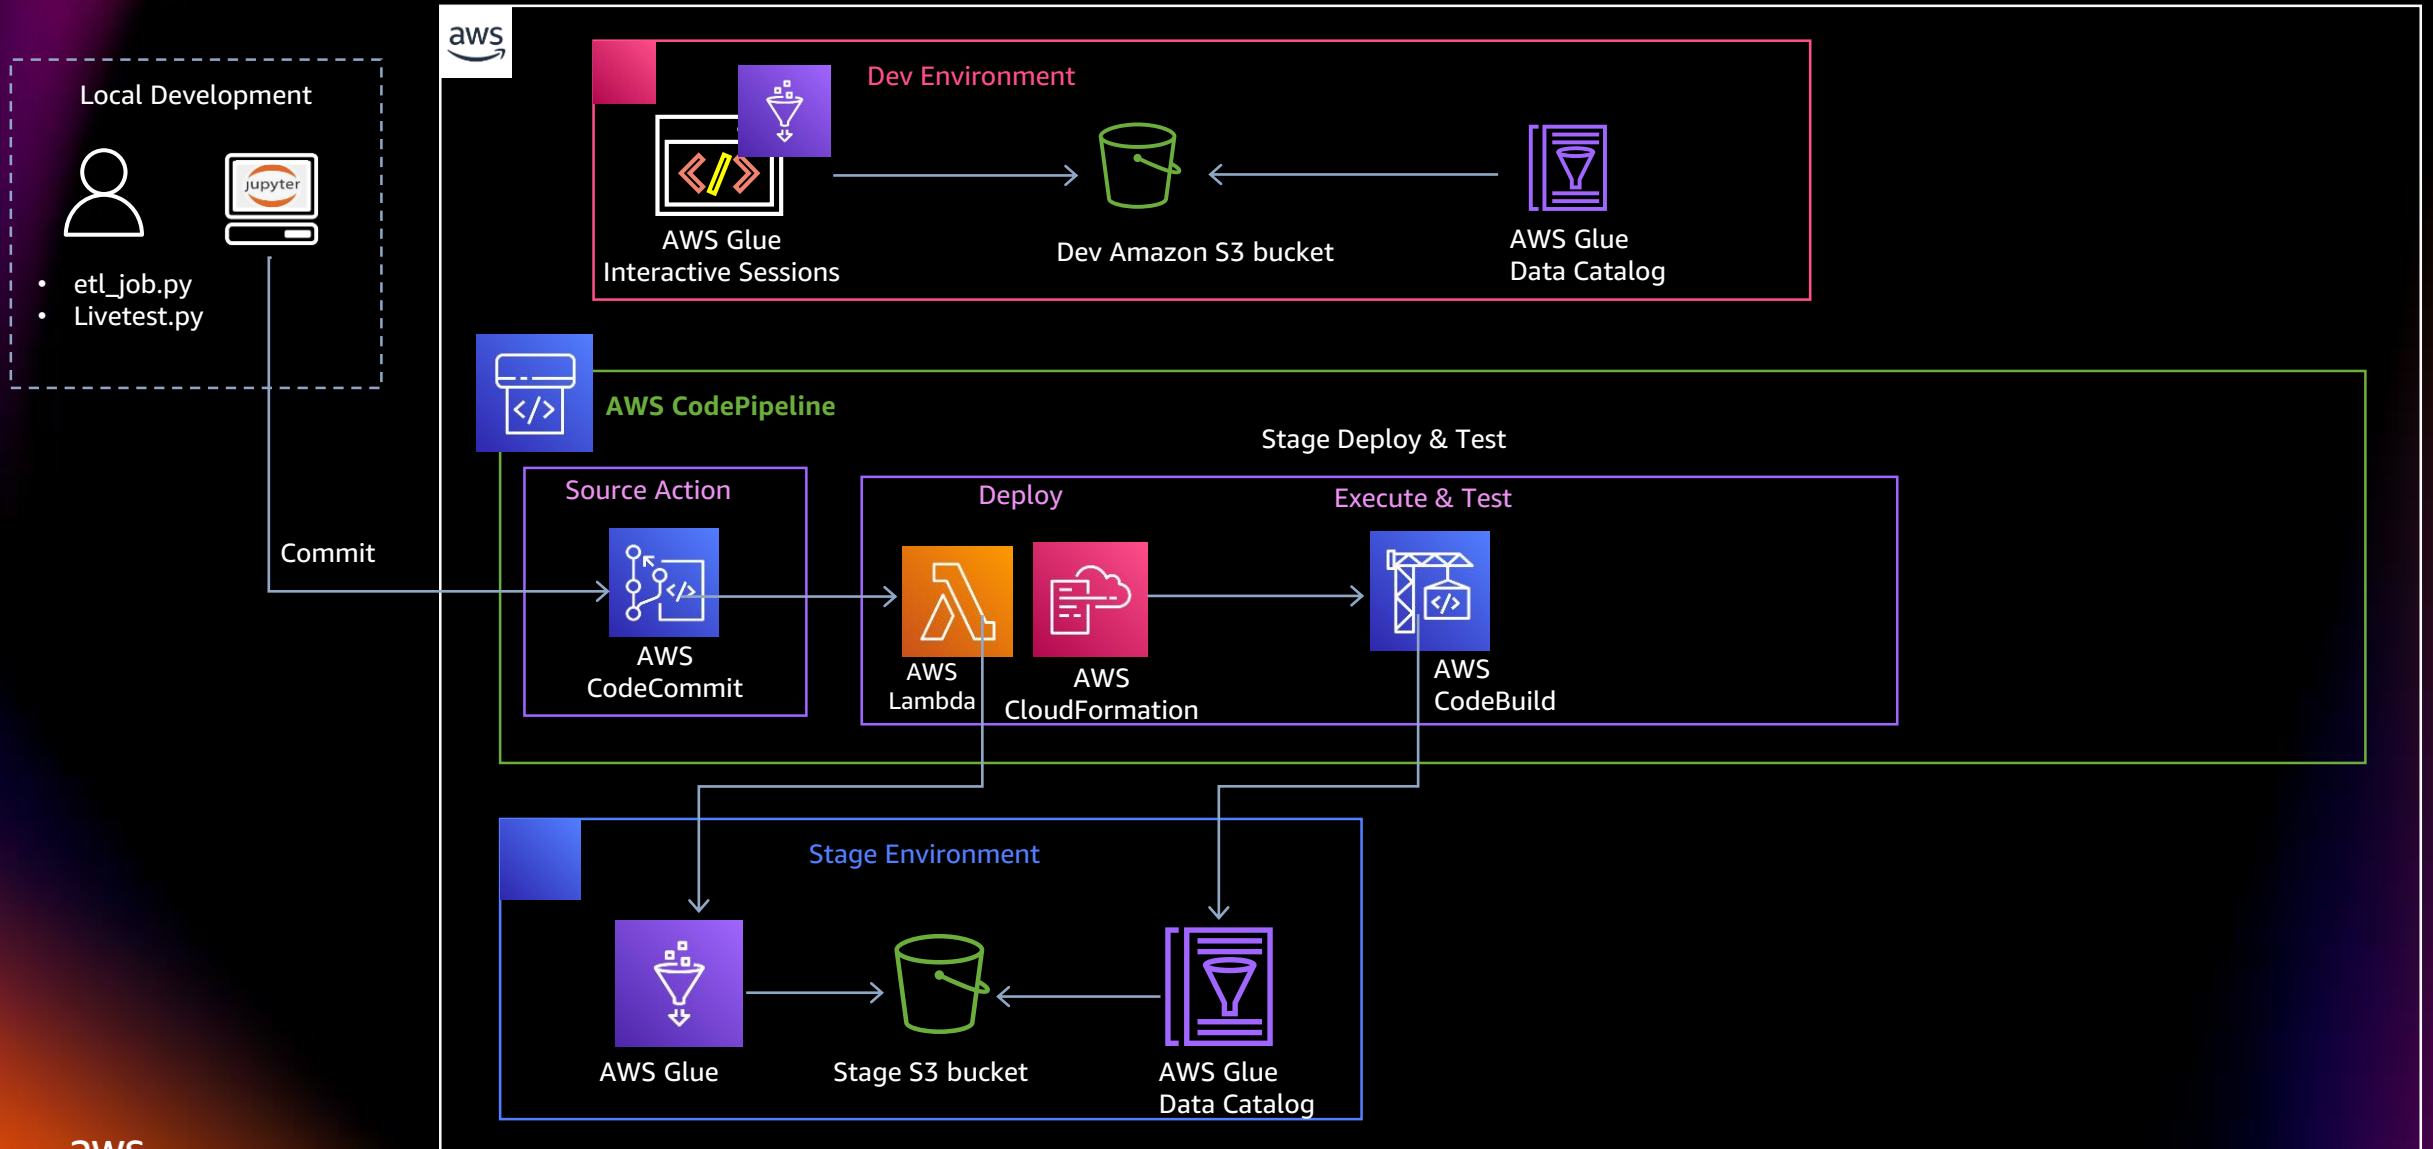 aws
Local Development
jupyter
• etl_job.py
• Livetest.py
Dev Environment
AWS Glue
Interactive Sessions
Dev Amazon S3 bucket
AWS Glue
Data Catalog
AWS CodePipeline
Stage Deploy & Test
Source Action
Deploy
Execute & Test
Commit
AWS
CodeCommit
AWS
Lambda
AWS
CloudFormation
AWS
CodeBuild
Stage Environment
AWS Glue
Stage S3 bucket
AWS Glue
Data Catalog
aws